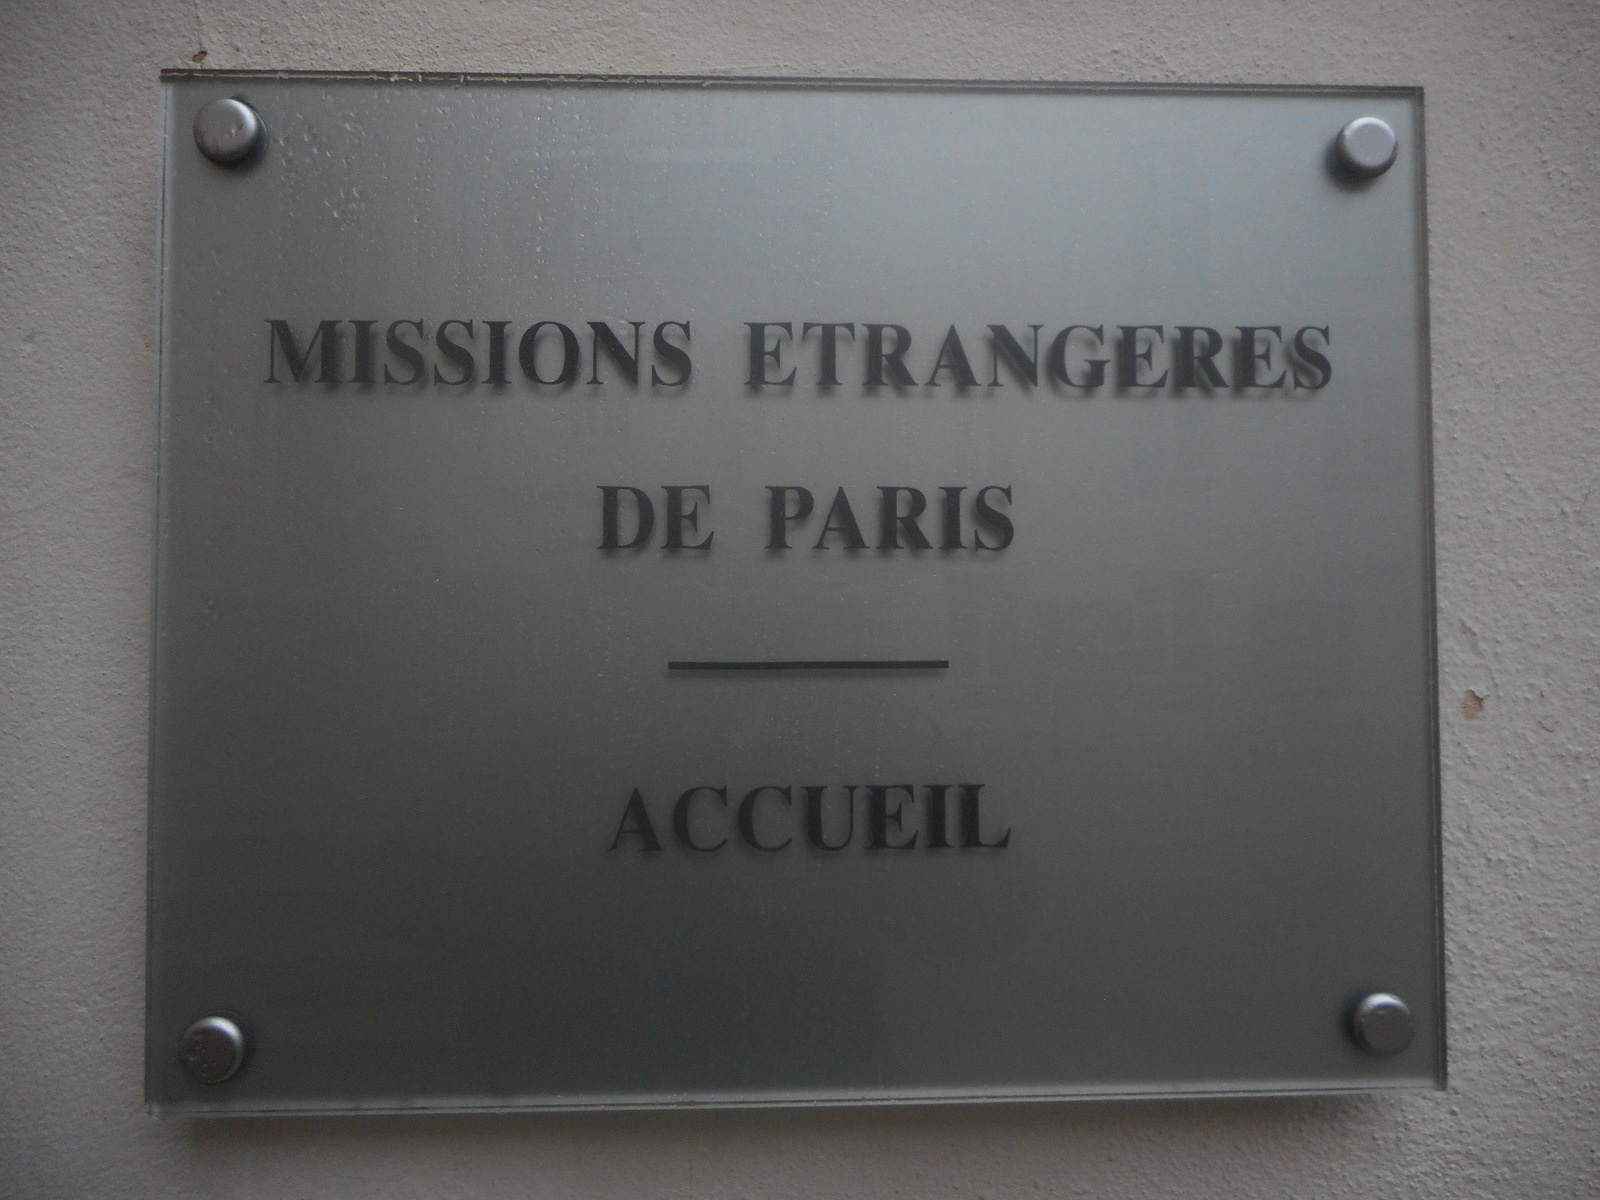 MISSIONS ETRANGERES
DE PARIS
ACCUEIL